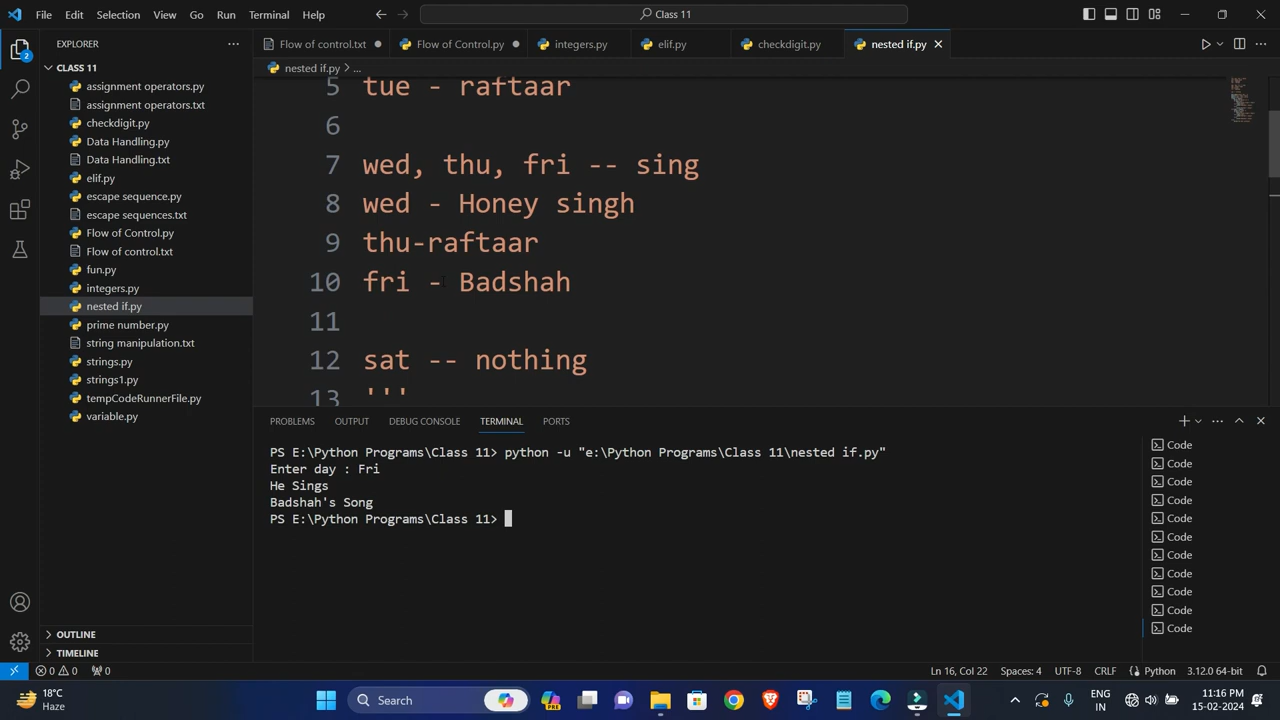 File Edit Selection View Go Run Terminal Help
Class 11
EXPLORER
Flow of control.txt
Flow of Control.py
integers.py
elif.py
checkdigit.py
nested if.py
CLASS 11
nested if.py > ...
assignment operators.py
assignment operators.txt
checkdigit.py
Data Handling.py
Data Handling.txt
elif.py
escape sequence.py
escape sequences.txt
Flow of Control.py
Flow of control.txt
fun.py
integers.py
nested if.py
prime number.py
string manipulation.txt
strings.py
strings1.py
tempCodeRunnerFile.py
variable.py
OUTLINE
TIMELINE
2
5 tue - raftaar
6
7 wed, thu, fri -- sing
8 wed - Honey singh
9 thu-raftaar
10 fri - Badshah
11
12 sat -- nothing
13 '''
PROBLEMS OUTPUT DEBUG CONSOLE TERMINAL PORTS
PS E:\Python Programs\Class 11> python -u "e:\Python Programs\Class 11\nested if.py"
Enter day : Fri
He Sings
Badshah's Song
PS E:\Python Programs\Class 11>
Code
Code
Code
Code
Code
Code
Code
Code
Code
Code
Code
0 0 0 Ln 16, Col 22 Spaces: 4 UTF-8 CRLF Python 3.12.0 64-bit
18°C
Haze
Search
PRE
ENG
IN
11:16 PM
15-02-2024